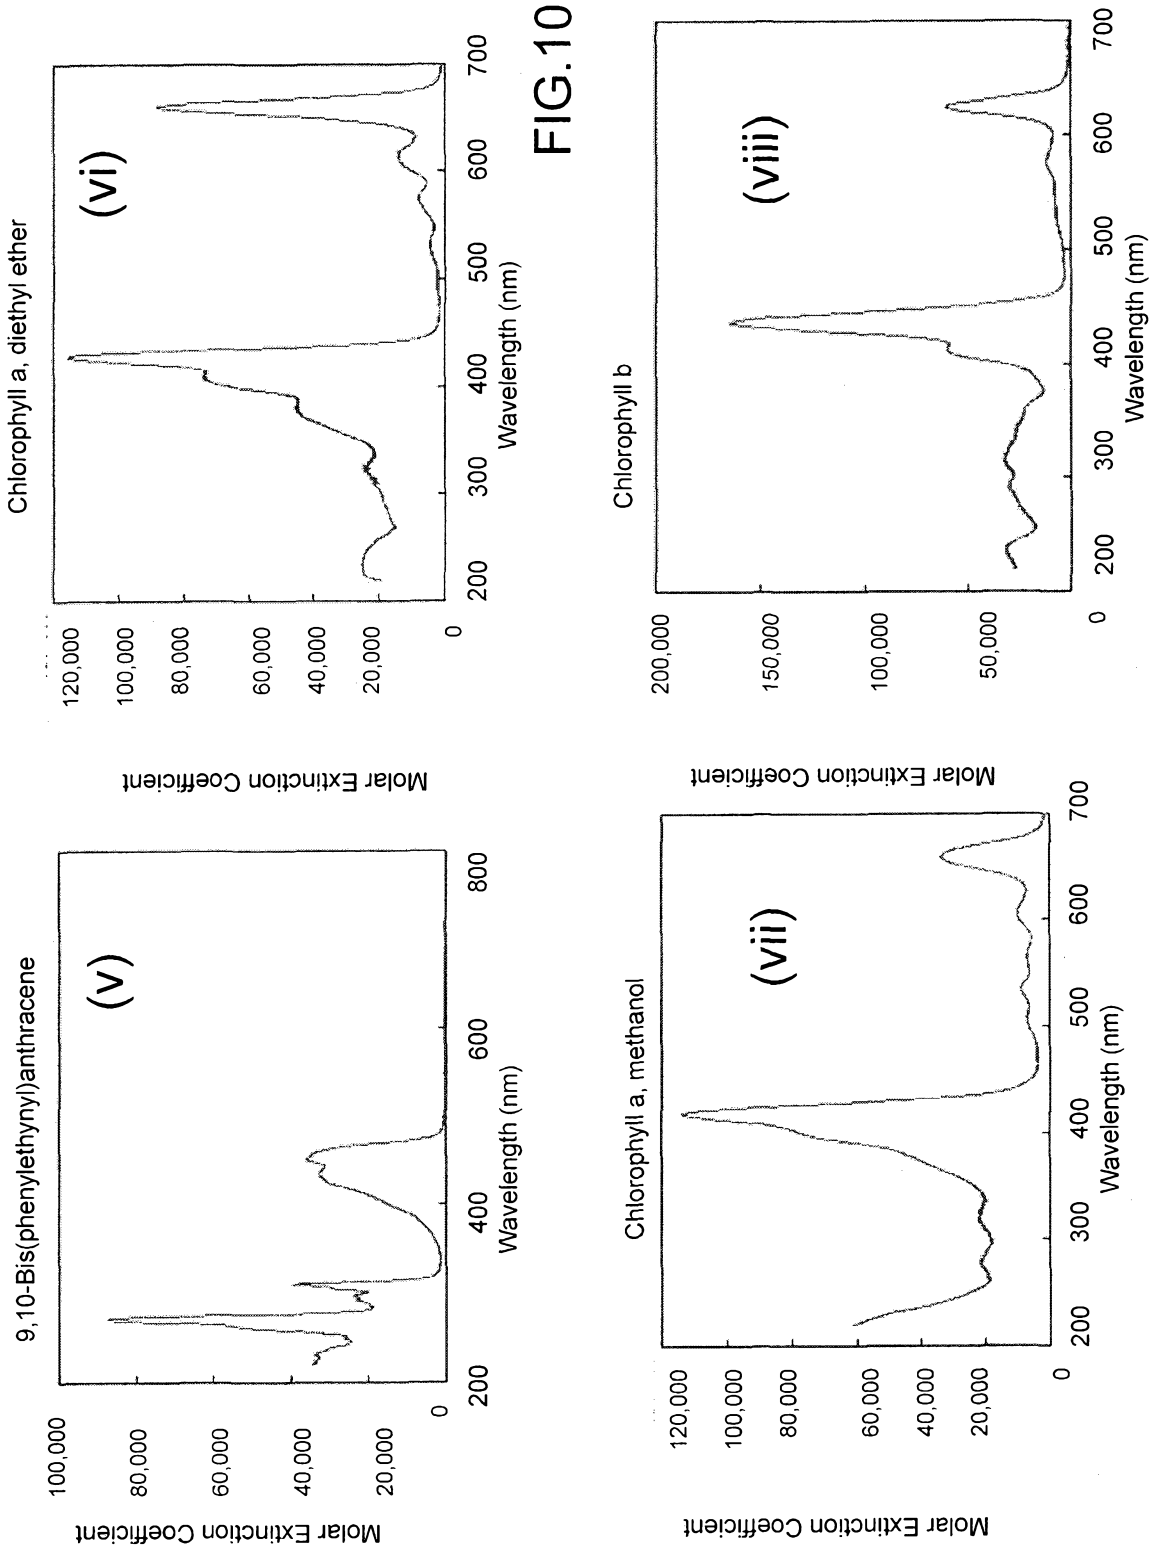 9,10-Bis(phenylethynyl)anthracene
(v)
Molar Extinction Coefficient
100,000
80,000
60,000
40,000
20,000
0
200
400
600
800
Wavelength (nm)
Chlorophyll a, diethyl ether
(vi)
Molar Extinction Coefficient
120,000
100,000
80,000
60,000
40,000
20,000
0
200
300
400
500
600
700
Wavelength (nm)
FIG.10
Chlorophyll a, methanol
(vii)
Molar Extinction Coefficient
120,000
100,000
80,000
60,000
40,000
20,000
0
200
300
400
500
600
700
Wavelength (nm)
Chlorophyll b
(viii)
Molar Extinction Coefficient
200,000
150,000
100,000
50,000
0
200
300
400
500
600
700
Wavelength (nm)